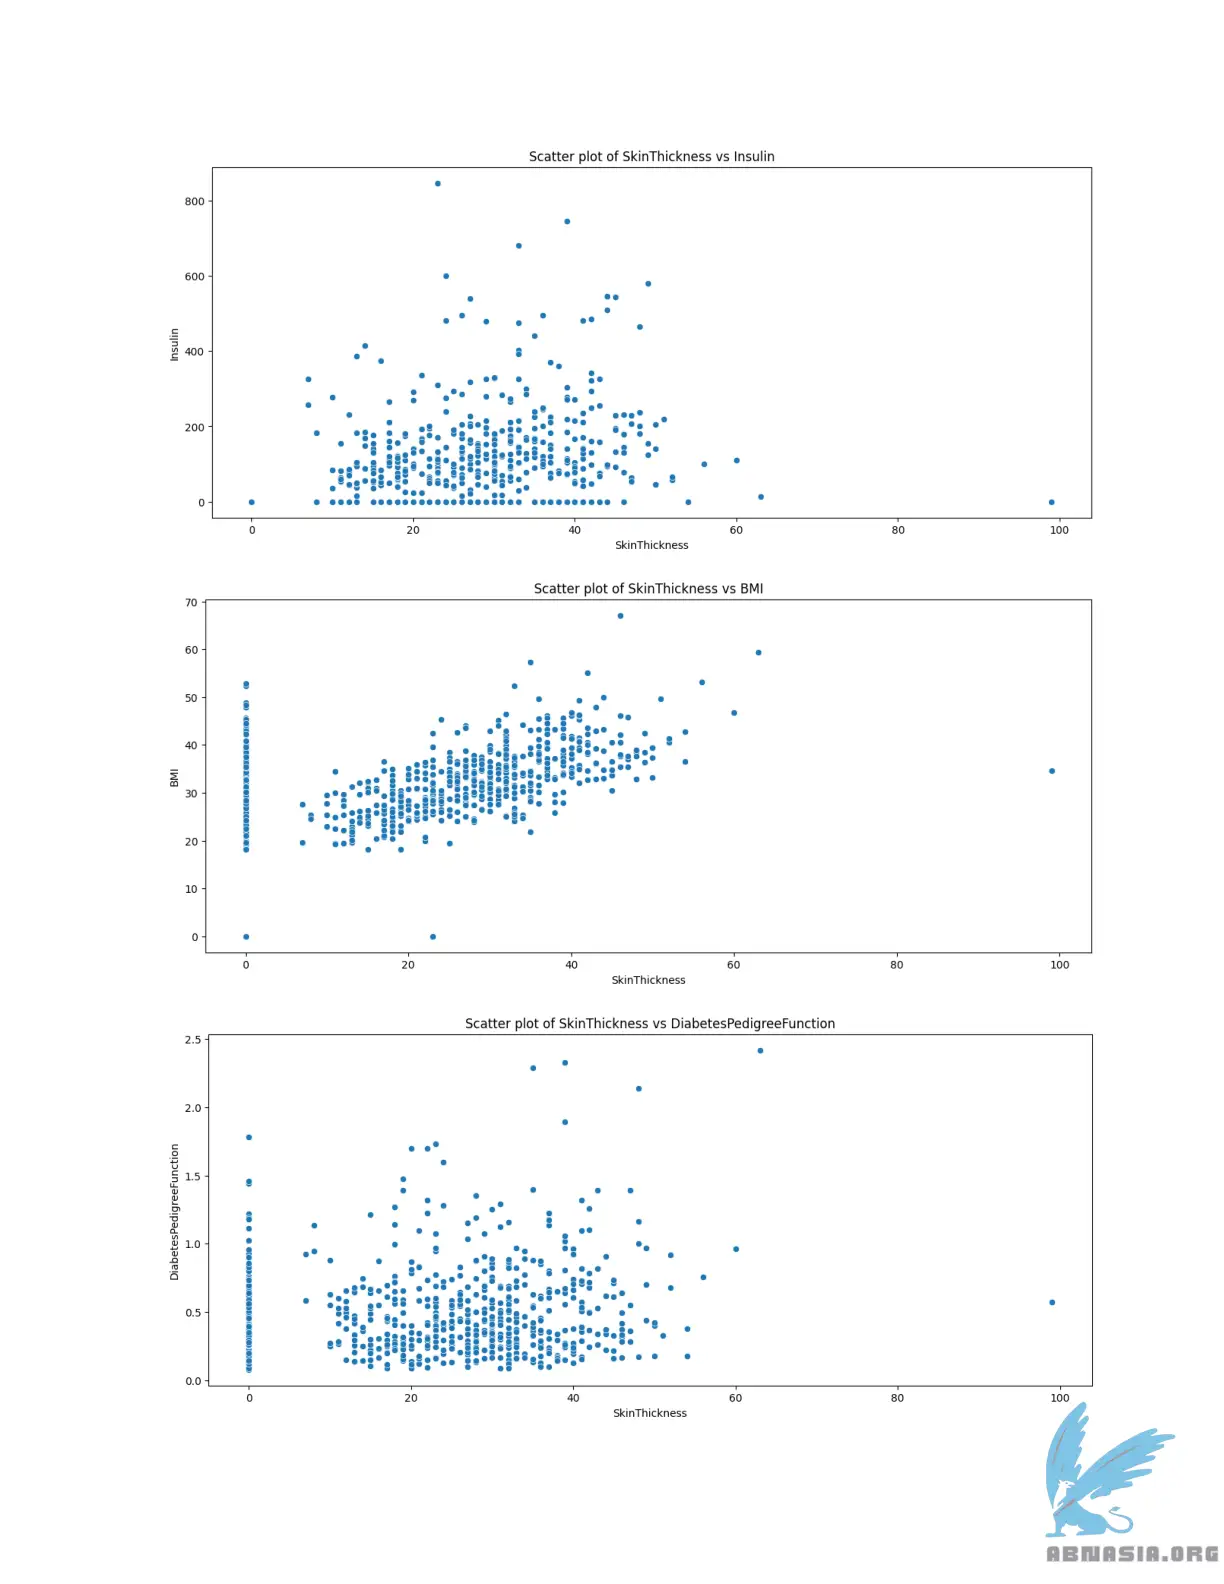 Scatter plot of SkinThickness vs Insulin
800
600
400
200
0
Insulin
0 20 40 60 80 100
SkinThickness
Scatter plot of SkinThickness vs BMI
70
60
50
40
30
20
10
0
BMI
0 20 40 60 80 100
SkinThickness
Scatter plot of SkinThickness vs DiabetesPedigreeFunction
2.5
2.0
1.5
1.0
0.5
0.0
DiabetesPedigreeFunction
0 20 40 60 80 100
SkinThickness
ABNASIA.ORG